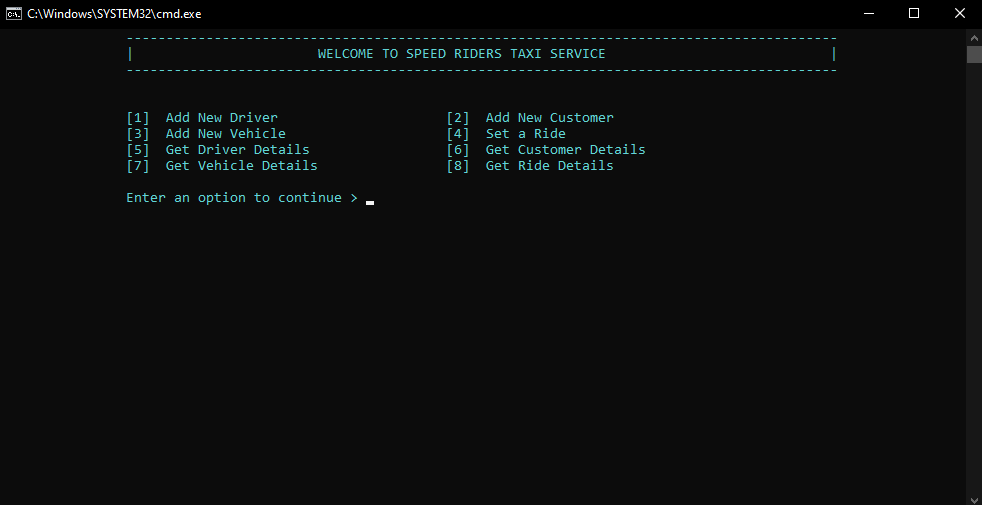 C:\Windows\SYSTEM32\cmd.exe
-----------------------------------------------------------------------------------------
| WELCOME TO SPEED RIDERS TAXI SERVICE |
-----------------------------------------------------------------------------------------
[1] Add New Driver [2] Add New Customer
[3] Add New Vehicle [4] Set a Ride
[5] Get Driver Details [6] Get Customer Details
[7] Get Vehicle Details [8] Get Ride Details
Enter an option to continue > _